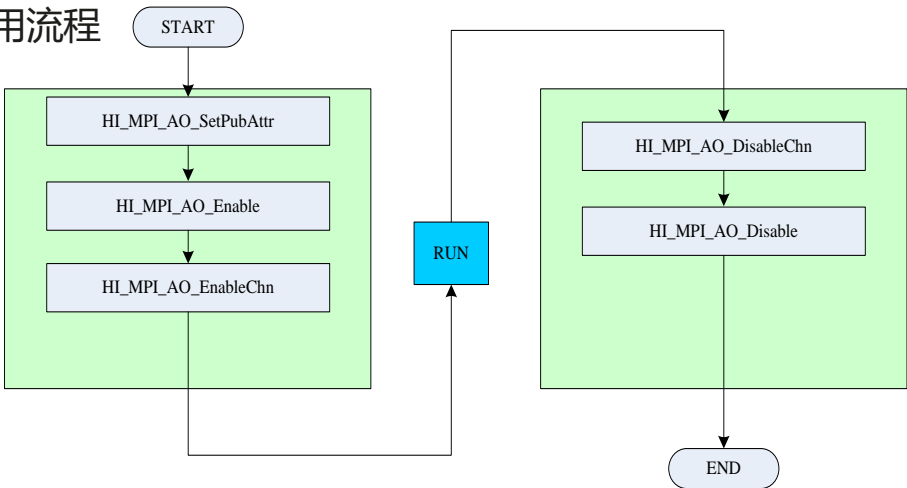 用流程
START
HI_MPI_AO_SetPubAttr
HI_MPI_AO_Enable
HI_MPI_AO_EnableChn
RUN
HI_MPI_AO_DisableChn
HI_MPI_AO_Disable
END